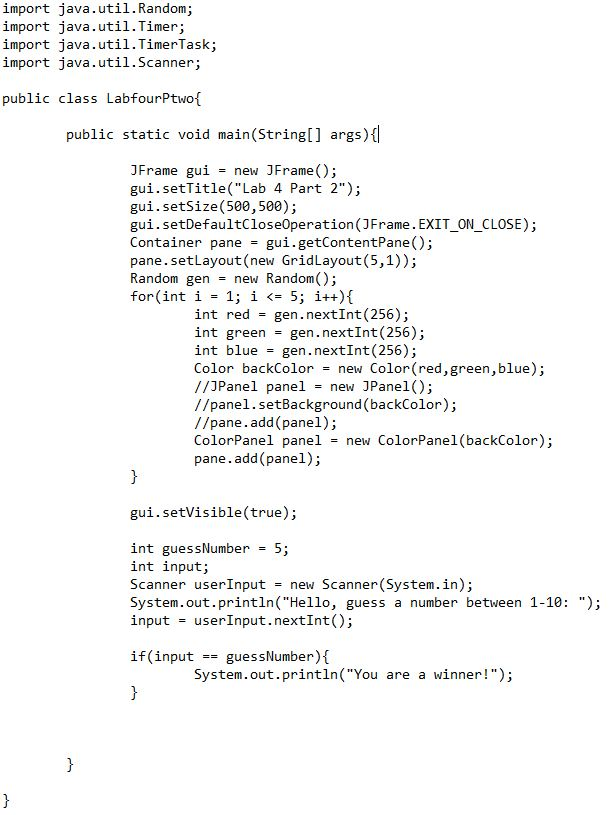 import java.util.Random;
import java.util.Timer;
import java.util.TimerTask;
import java.util.Scanner;

public class LabfourPtwo{

        public static void main(String[] args){

                JFrame gui = new JFrame();
                gui.setTitle("Lab 4 Part 2");
                gui.setSize(500,500);
                gui.setDefaultCloseOperation(JFrame.EXIT_ON_CLOSE);
                Container pane = gui.getContentPane();
                pane.setLayout(new GridLayout(5,1));
                Random gen = new Random();
                for(int i = 1; i <= 5; i++){
                        int red = gen.nextInt(256);
                        int green = gen.nextInt(256);
                        int blue = gen.nextInt(256);
                        Color backColor = new Color(red,green,blue);
                        //JPanel panel = new JPanel();
                        //panel.setBackground(backColor);
                        //pane.add(panel);
                        ColorPanel panel = new ColorPanel(backColor);
                        pane.add(panel);
                }

                gui.setVisible(true);

                int guessNumber = 5;
                int input;
                Scanner userInput = new Scanner(System.in);
                System.out.println("Hello, guess a number between 1-10: ");
                input = userInput.nextInt();

                if(input == guessNumber){
                        System.out.println("You are a winner!");
                }

        }

}